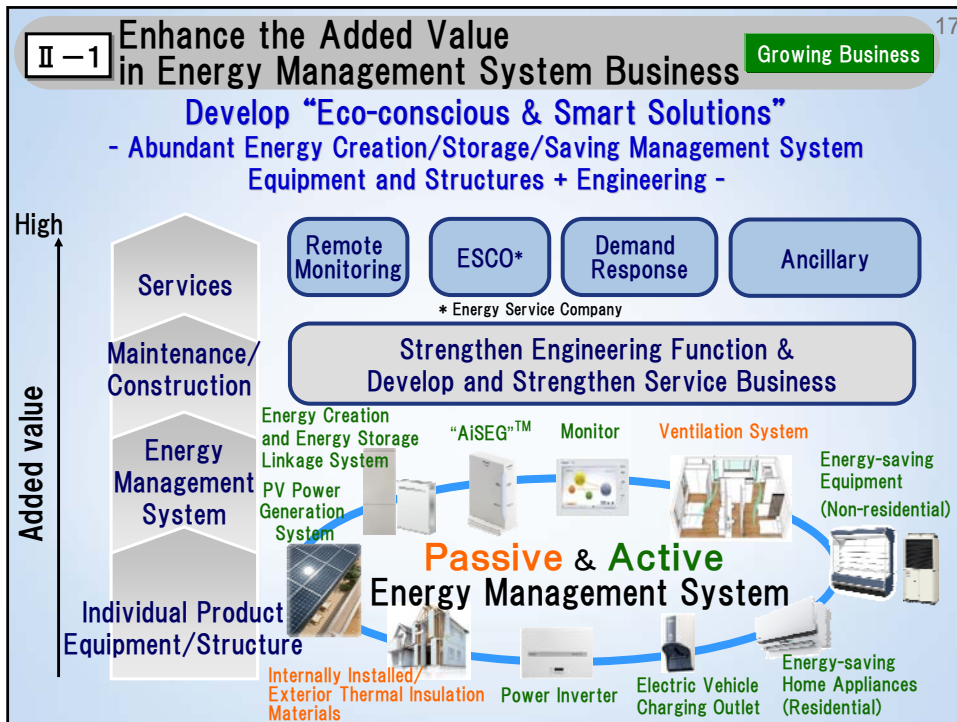 17
Ⅱ－1
Enhance the Added Value
in Energy Management System Business
Growing Business
Develop “Eco-conscious & Smart Solutions”
- Abundant Energy Creation/Storage/Saving Management System
Equipment and Structures + Engineering -
High
Added value
Services
Remote
Monitoring
ESCO*
Demand
Response
Ancillary
* Energy Service Company
Maintenance/
Construction
Strengthen Engineering Function &
Develop and Strengthen Service Business
Energy
Management
System
Energy Creation
and Energy Storage
Linkage System
“AiSEG”™
Monitor
Ventilation System
Energy-saving
Equipment
(Non-residential)
PV Power
Generation
System
Passive & Active
Energy Management System
Individual Product
Equipment/Structure
Internally Installed/
Exterior Thermal Insulation
Materials
Power Inverter
Electric Vehicle
Charging Outlet
Energy-saving
Home Appliances
(Residential)